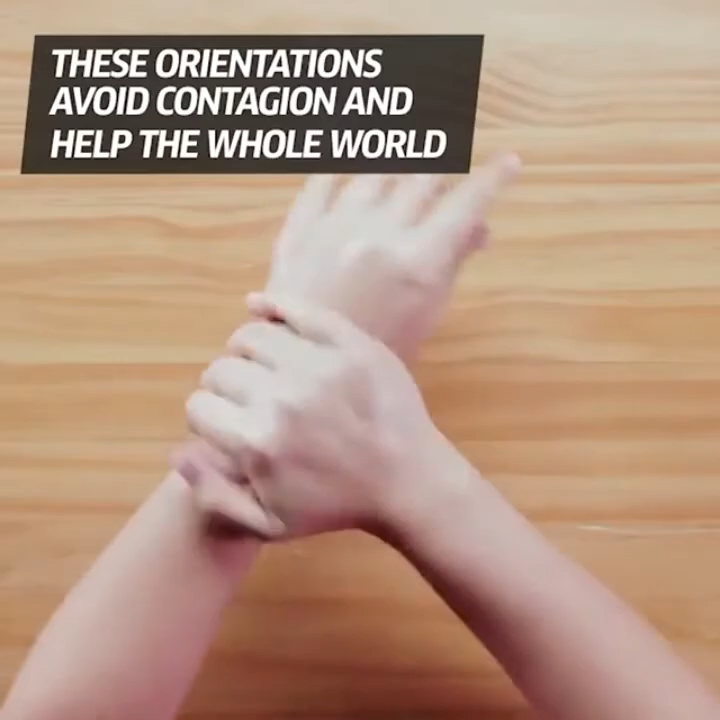 THESE ORIENTATIONS
AVOID CONTAGION AND
HELP THE WHOLE WORLD